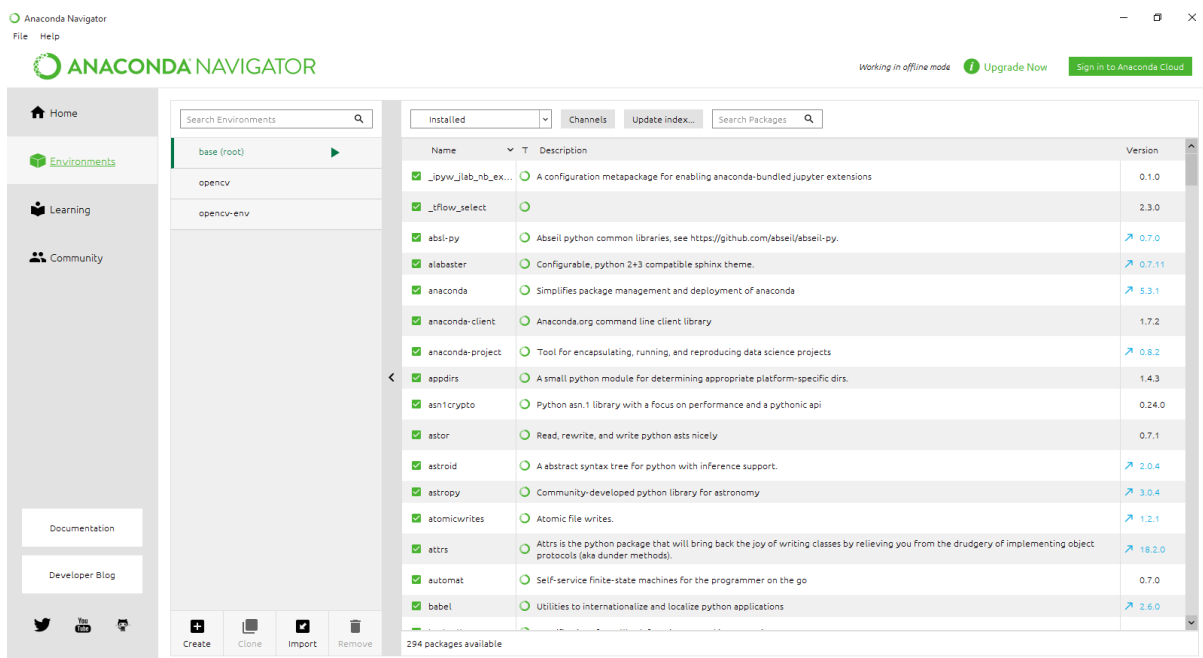 Anaconda Navigator
File Help
ANACONDA NAVIGATOR
Working in offline mode
i Upgrade Now
Sign in to Anaconda Cloud
Home
Environments
Learning
Community
Documentation
Developer Blog
You Tube
Search Environments
base (root)
opencv
opencv-env
Create Clone Import Remove
Installed Channels Update index... Search Packages
Name T Description Version
_ipyw_jlab_nb_ex... A configuration metapackage for enabling anaconda-bundled jupyter extensions 0.1.0
_tflow_select 2.3.0
absl-py Abseil python common libraries, see https://github.com/abseil/abseil-py. 0.7.0
alabaster Configurable, python 2+3 compatible sphinx theme. 0.7.11
anaconda Simplifies package management and deployment of anaconda 5.3.1
anaconda-client Anaconda.org command line client library 1.7.2
anaconda-project Tool for encapsulating, running, and reproducing data science projects 0.8.2
appdirs A small python module for determining appropriate platform-specific dirs. 1.4.3
asn1crypto Python asn.1 library with a focus on performance and a pythonic api 0.24.0
astor Read, rewrite, and write python asts nicely 0.7.1
astroid A abstract syntax tree for python with inference support. 2.0.4
astropy Community-developed python library for astronomy 3.0.4
atomicwrites Atomic file writes. 1.2.1
attrs Attrs is the python package that will bring back the joy of writing classes by relieving you from the drudgery of implementing object
protocols (aka dunder methods). 18.2.0
automat Self-service finite-state machines for the programmer on the go 0.7.0
babel Utilities to internationalize and localize python applications 2.6.0
294 packages available